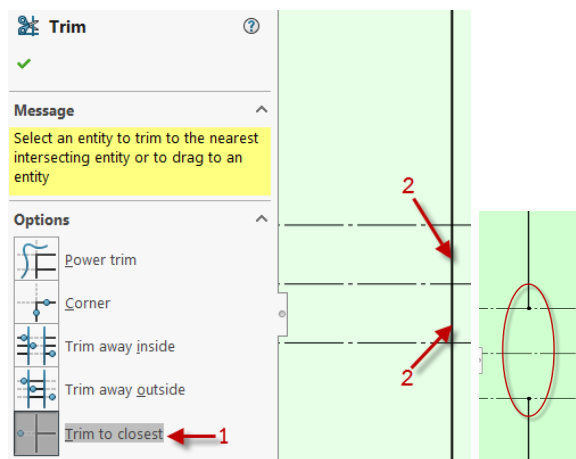 Trim
?
Message
Select an entity to trim to the nearest
intersecting entity or to drag to an
entity
Options
Power trim
Corner
Trim away inside
Trim away outside
Trim to closest
1
2
2